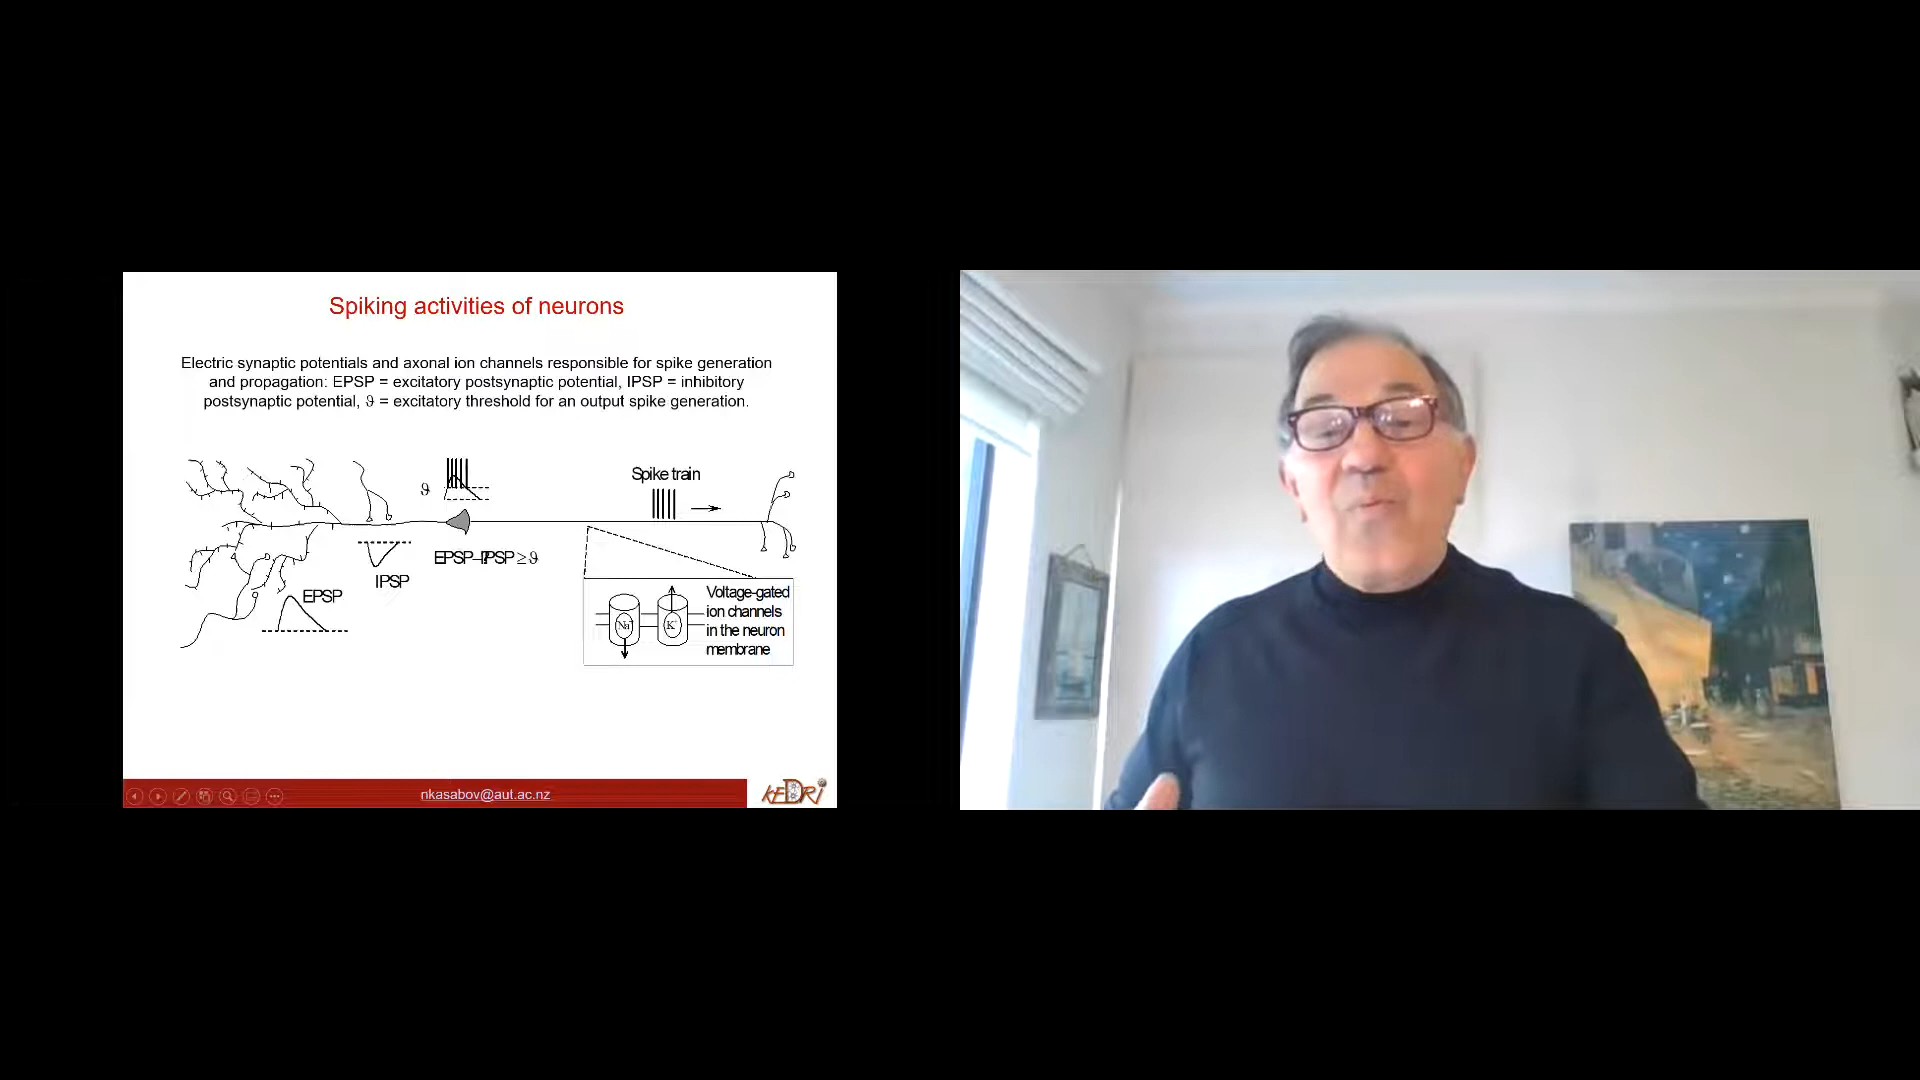 Spiking activities of neurons
Electric synaptic potentials and axonal ion channels responsible for spike generation
and propagation: EPSP = excitatory postsynaptic potential, IPSP = inhibitory
postsynaptic potential, ϑ = excitatory threshold for an output spike generation.
ϑ
Spike train
IPSP
EPSP
≥ϑ
Na⁺
K⁺
Voltage-gated
ion channels
in the neuron
membrane
nkasabov@aut.ac.nz
KEDRI